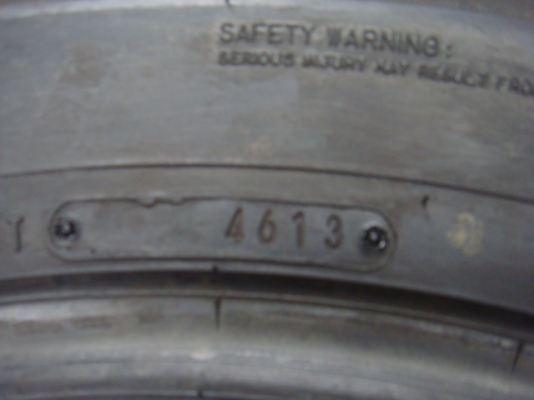 SAFETY WARNING:
SERIOUS INJURY MAY RESULT FROM
T 4613